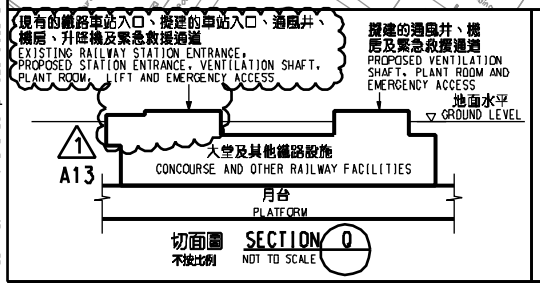 現有的鐵路車站入口、擬建的車站入口、通風井、
機房、升降機及緊急救援通道
EXISTING RAILWAY STATION ENTRANCE,
PROPOSED STATION ENTRANCE, VENTILATION SHAFT,
PLANT ROOM, LIFT AND EMERGENCY ACCESS
擬建的通風井、機
房及緊急救援通道
PROPOSED VENTILATION
SHAFT, PLANT ROOM AND
EMERGENCY ACCESS
地面水平
GROUND LEVEL
1
A13
大堂及其他鐵路設施
CONCOURSE AND OTHER RAILWAY FACILITIES
月台
PLATFORM
切面圖 SECTION Q
不按比例 NOT TO SCALE